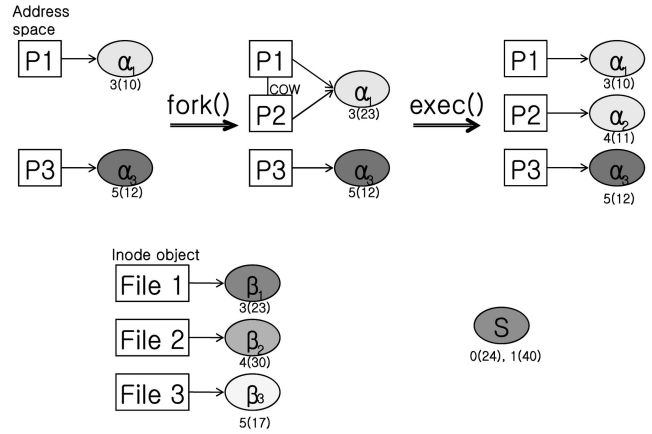 Address
space
P1
α1
3(10)
P3
α3
5(12)
fork()
P1
COW
P2
α1
3(23)
P3
α3
5(12)
exec()
P1
α1
3(10)
P2
α2
4(11)
P3
α3
5(12)
Inode object
File 1
β1
3(23)
File 2
β2
4(30)
File 3
β3
5(17)
S
0(24), 1(40)